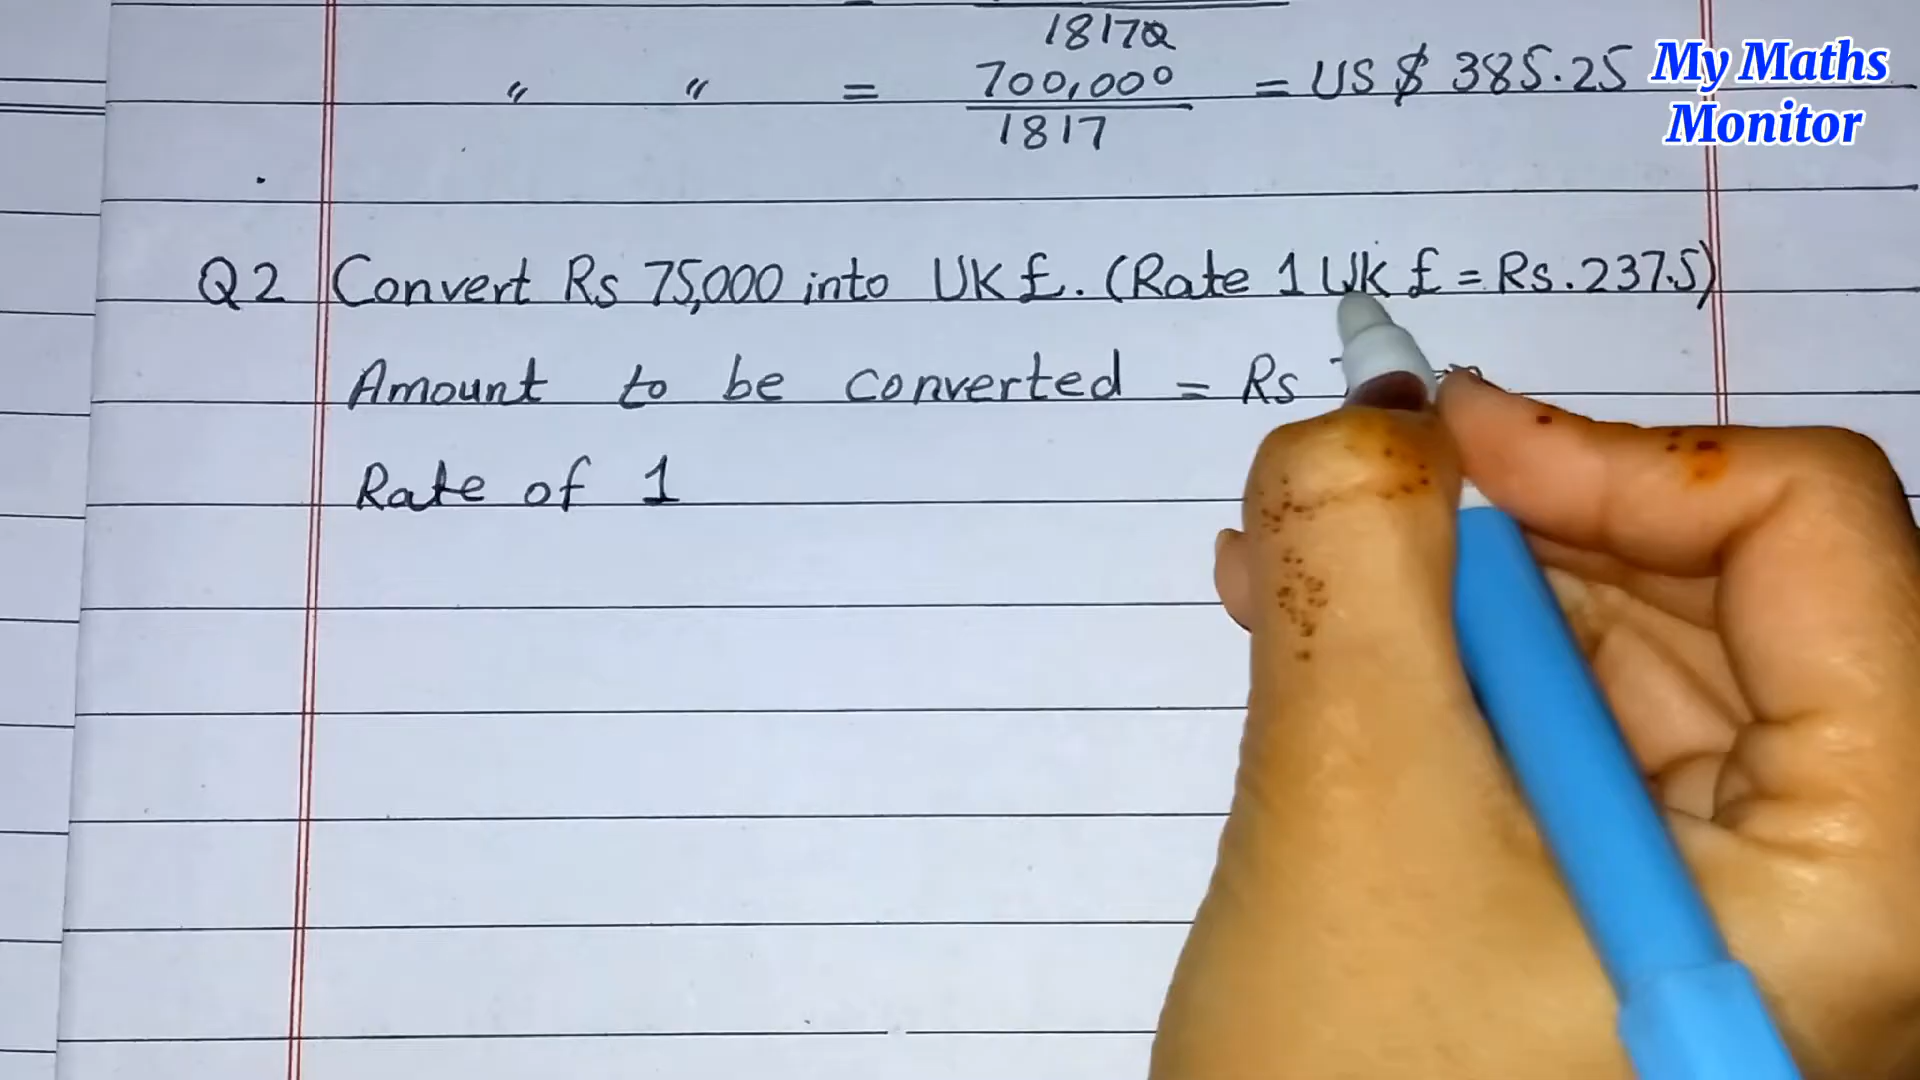 18170
" " = 700,000 = US $ 385.25
1817
My Maths
Monitor
Q2 Convert Rs 75,000 into UK £. (Rate 1 UK £ = Rs. 237.5)
Amount to be converted = Rs
Rate of 1